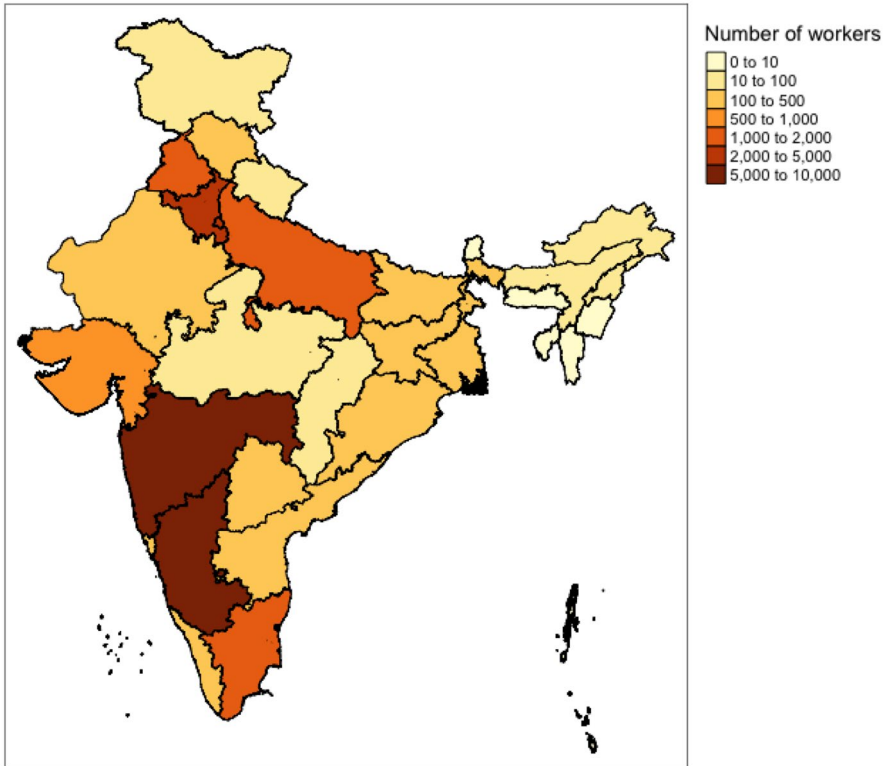 Number of workers
0 to 10
10 to 100
100 to 500
500 to 1,000
1,000 to 2,000
2,000 to 5,000
5,000 to 10,000